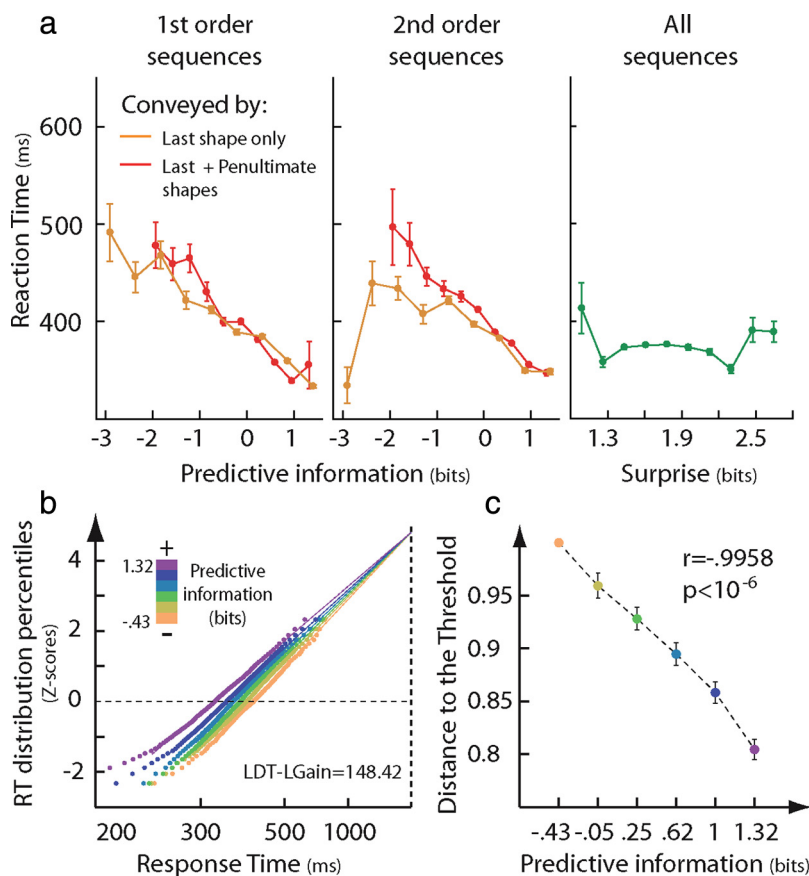 a
1st order
sequences
2nd order
sequences
All
sequences
Reaction Time (ms)
600
500
400
Conveyed by:
Last shape only
Last + Penultimate
shapes
-3 -2 -1 0 1
-3 -2 -1 0 1
1.3 1.9 2.5
Predictive information (bits)
Surprise (bits)
b
RT distribution percentiles
(Z-scores)
4
2
0
-2
+
1.32
-.43
-
Predictive
information
(bits)
LDT-LGain=148.42
200 300 500 1000
Response Time (ms)
c
Distance to the Threshold
0.95
0.9
0.85
0.8
r=-.9958
p<10-6
-.43 -.05 .25 .62 1 1.32
Predictive information (bits)